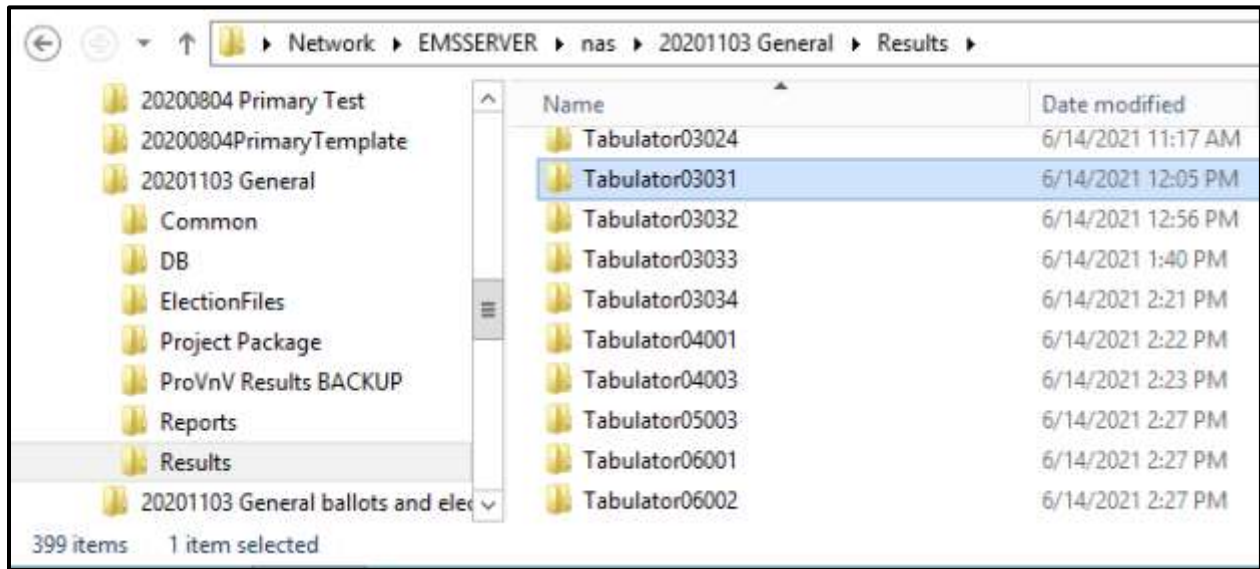 Network EMSSERVER nas 20201103 General Results
20200804 Primary Test
20200804PrimaryTemplate
20201103 General
Common
DB
ElectionFiles
Project Package
ProVnV Results BACKUP
Reports
Results
20201103 General ballots and elec
Name Date modified
Tabulator03024 6/14/2021 11:17 AM
Tabulator03031 6/14/2021 12:05 PM
Tabulator03032 6/14/2021 12:56 PM
Tabulator03033 6/14/2021 1:40 PM
Tabulator03034 6/14/2021 2:21 PM
Tabulator04001 6/14/2021 2:22 PM
Tabulator04003 6/14/2021 2:23 PM
Tabulator05003 6/14/2021 2:27 PM
Tabulator06001 6/14/2021 2:27 PM
Tabulator06002 6/14/2021 2:27 PM
399 items 1 item selected